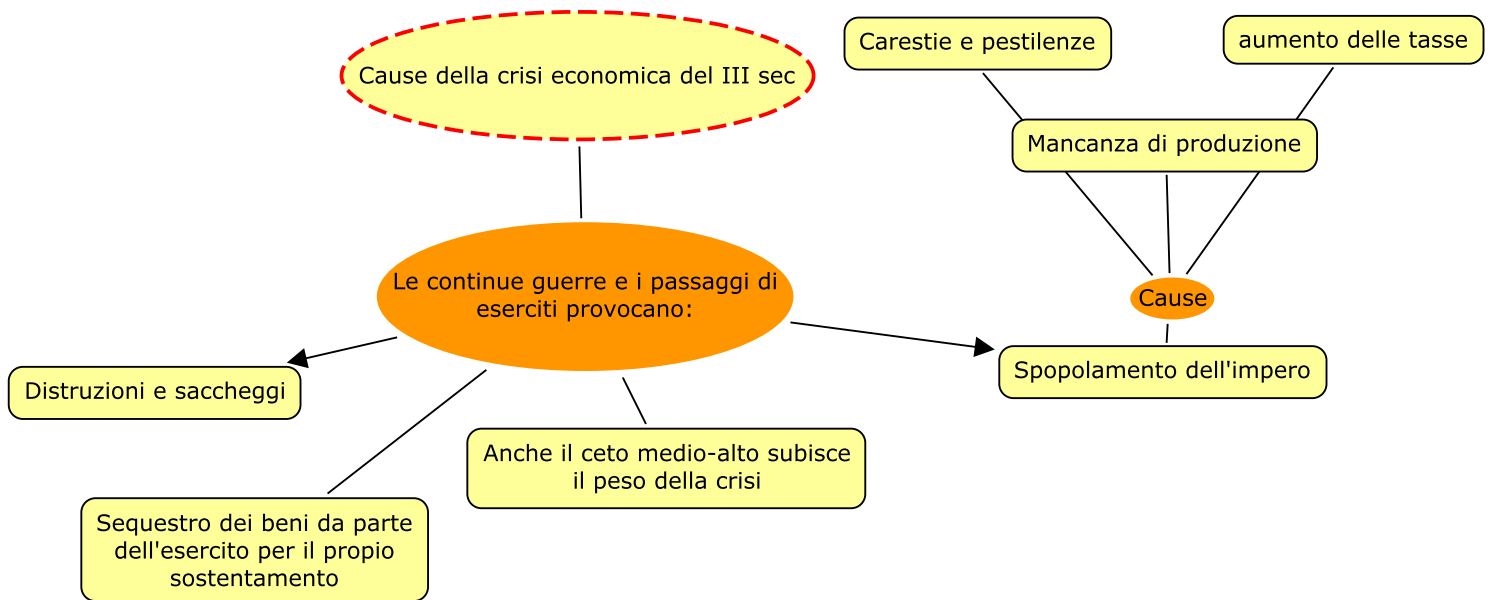 Cause della crisi economica del III sec
Carestie e pestilenze
aumento delle tasse
Mancanza di produzione
Le continue guerre e i passaggi di
eserciti provocano:
Cause
Spopolamento dell'impero
Distruzioni e saccheggi
Anche il ceto medio-alto subisce
il peso della crisi
Sequestro dei beni da parte
dell'esercito per il propio
sostentamento